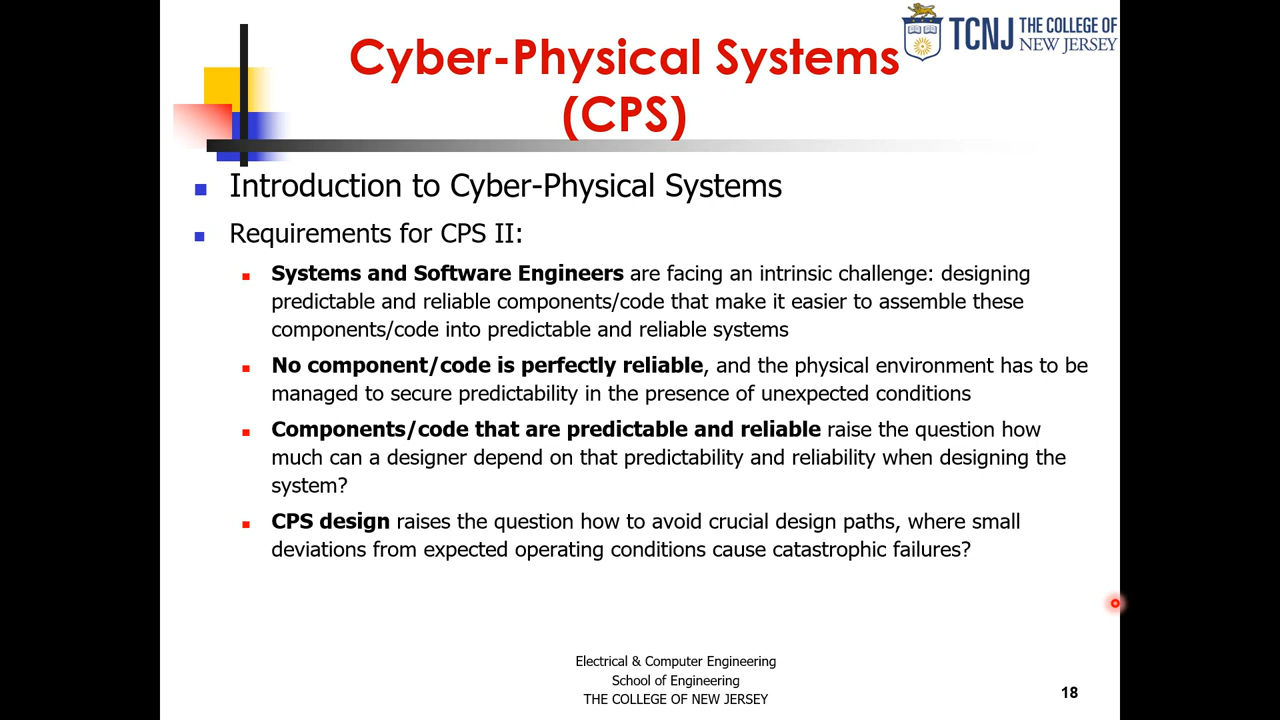 TCNJ THE COLLEGE OF
NEW JERSEY
Cyber-Physical Systems
(CPS)
Introduction to Cyber-Physical Systems
Requirements for CPS II:
Systems and Software Engineers are facing an intrinsic challenge: designing
predictable and reliable components/code that make it easier to assemble these
components/code into predictable and reliable systems
No component/code is perfectly reliable, and the physical environment has to be
managed to secure predictability in the presence of unexpected conditions
Components/code that are predictable and reliable raise the question how
much can a designer depend on that predictability and reliability when designing the
system?
CPS design raises the question how to avoid crucial design paths, where small
deviations from expected operating conditions cause catastrophic failures?
Electrical & Computer Engineering
School of Engineering
THE COLLEGE OF NEW JERSEY
18